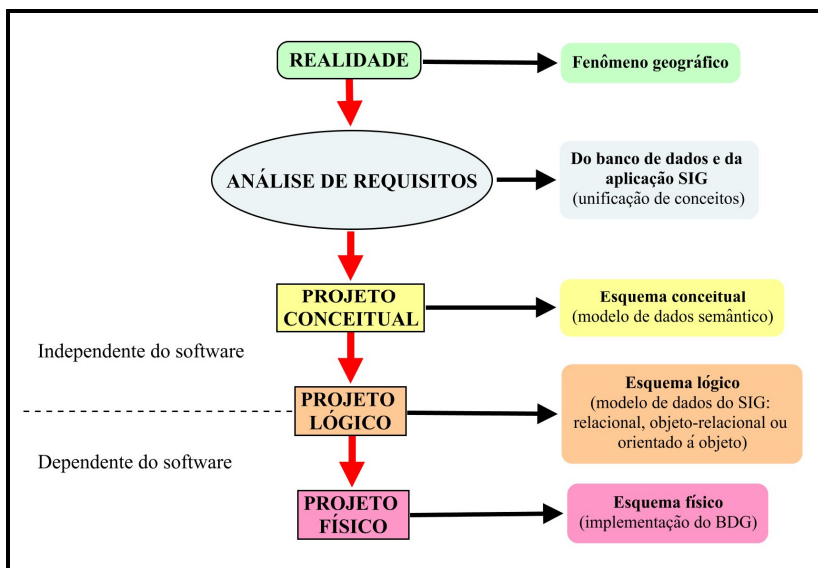 REALIDADE
Fenômeno geográfico
ANÁLISE DE REQUISITOS
Do banco de dados e da
aplicação SIG
(unificação de conceitos)
PROJETO
CONCEITUAL
Esquema conceitual
(modelo de dados semântico)
Independente do software
PROJETO
LÓGICO
Esquema lógico
(modelo de dados do SIG:
relacional, objeto-relacional ou
orientado á objeto)
Dependente do software
PROJETO
FÍSICO
Esquema físico
(implementação do BDG)